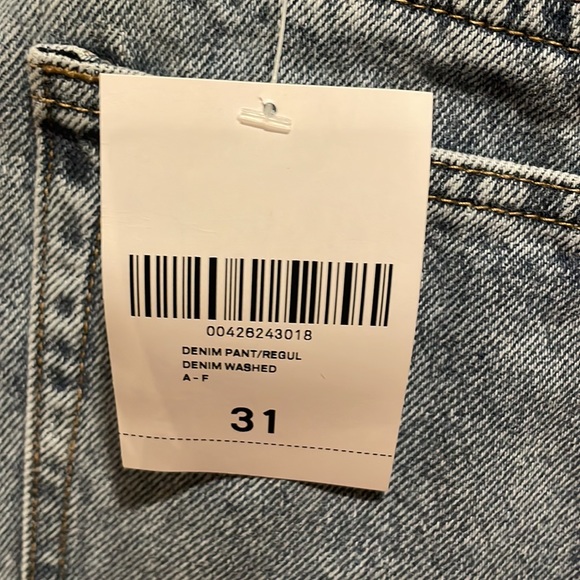 00426243018
DENIM PANT/REGUL
DENIM WASHED
A - F
31